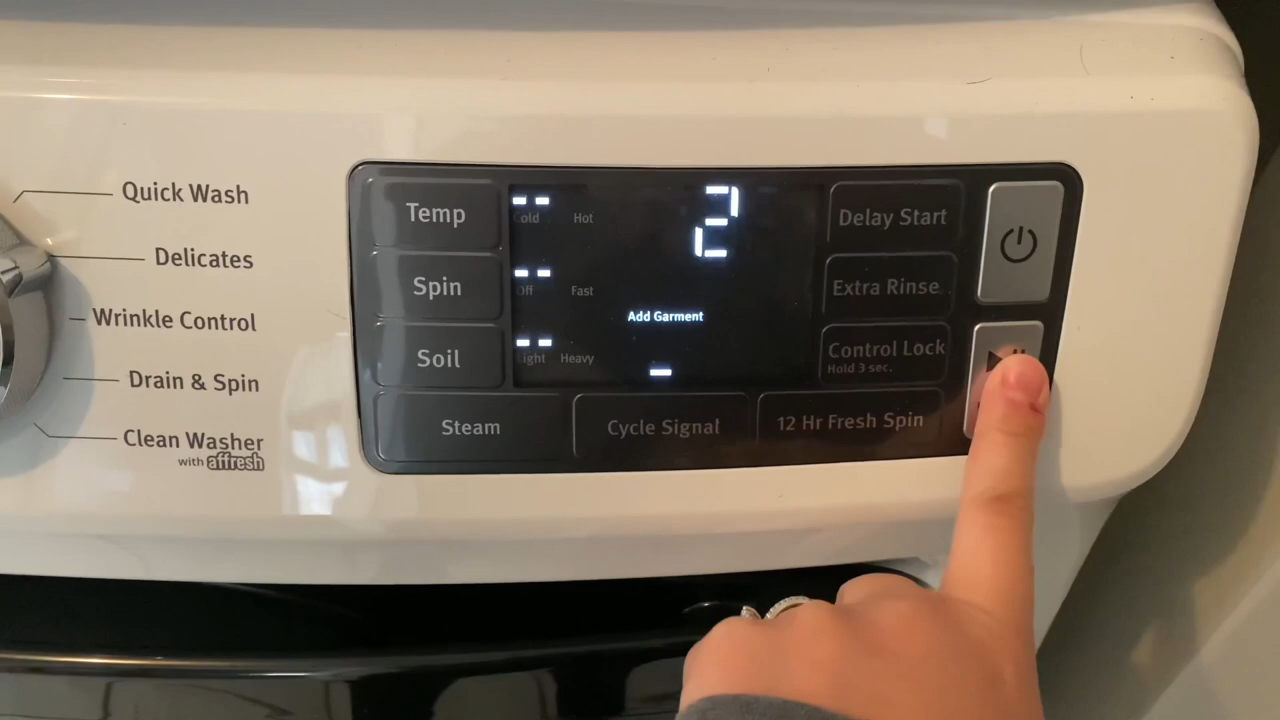 Quick Wash
Delicates
Wrinkle Control
Drain & Spin
Clean Washer
with affresh
Temp
Spin
Soil
Cold Hot
Off Fast
Light Heavy
2
Add Garment
Delay Start
Extra Rinse
Control Lock
Hold 3 sec.
Steam
Cycle Signal
12 Hr Fresh Spin